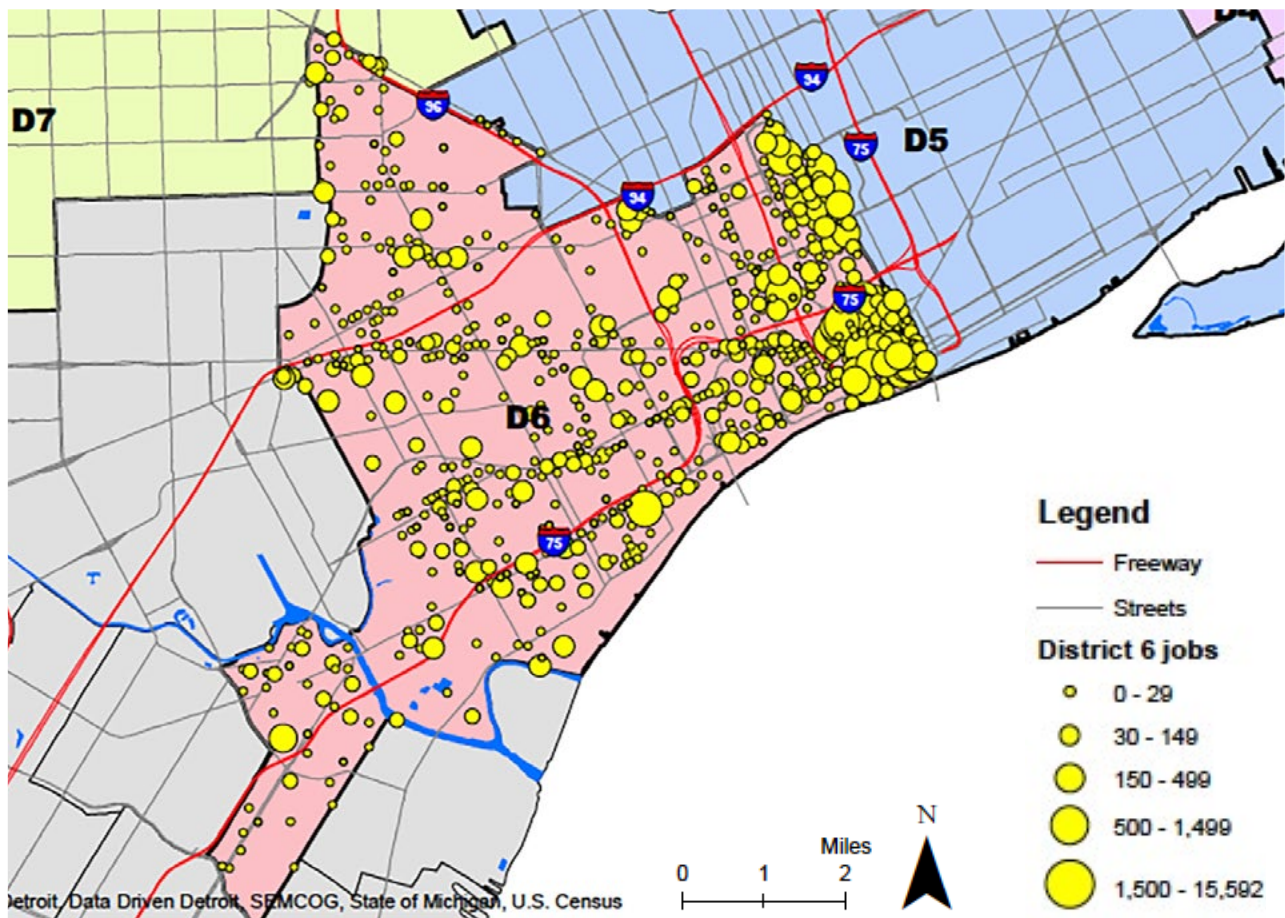 D4
94
96
D7
75
D5
94
75
D6
75
Legend
Freeway
Streets
District 6 jobs
0 - 29
30 - 149
150 - 499
500 - 1,499
1,500 - 15,592
N
Miles
0 1 2
Detroit, Data Driven Detroit, SEMCOG, State of Michigan, U.S. Census